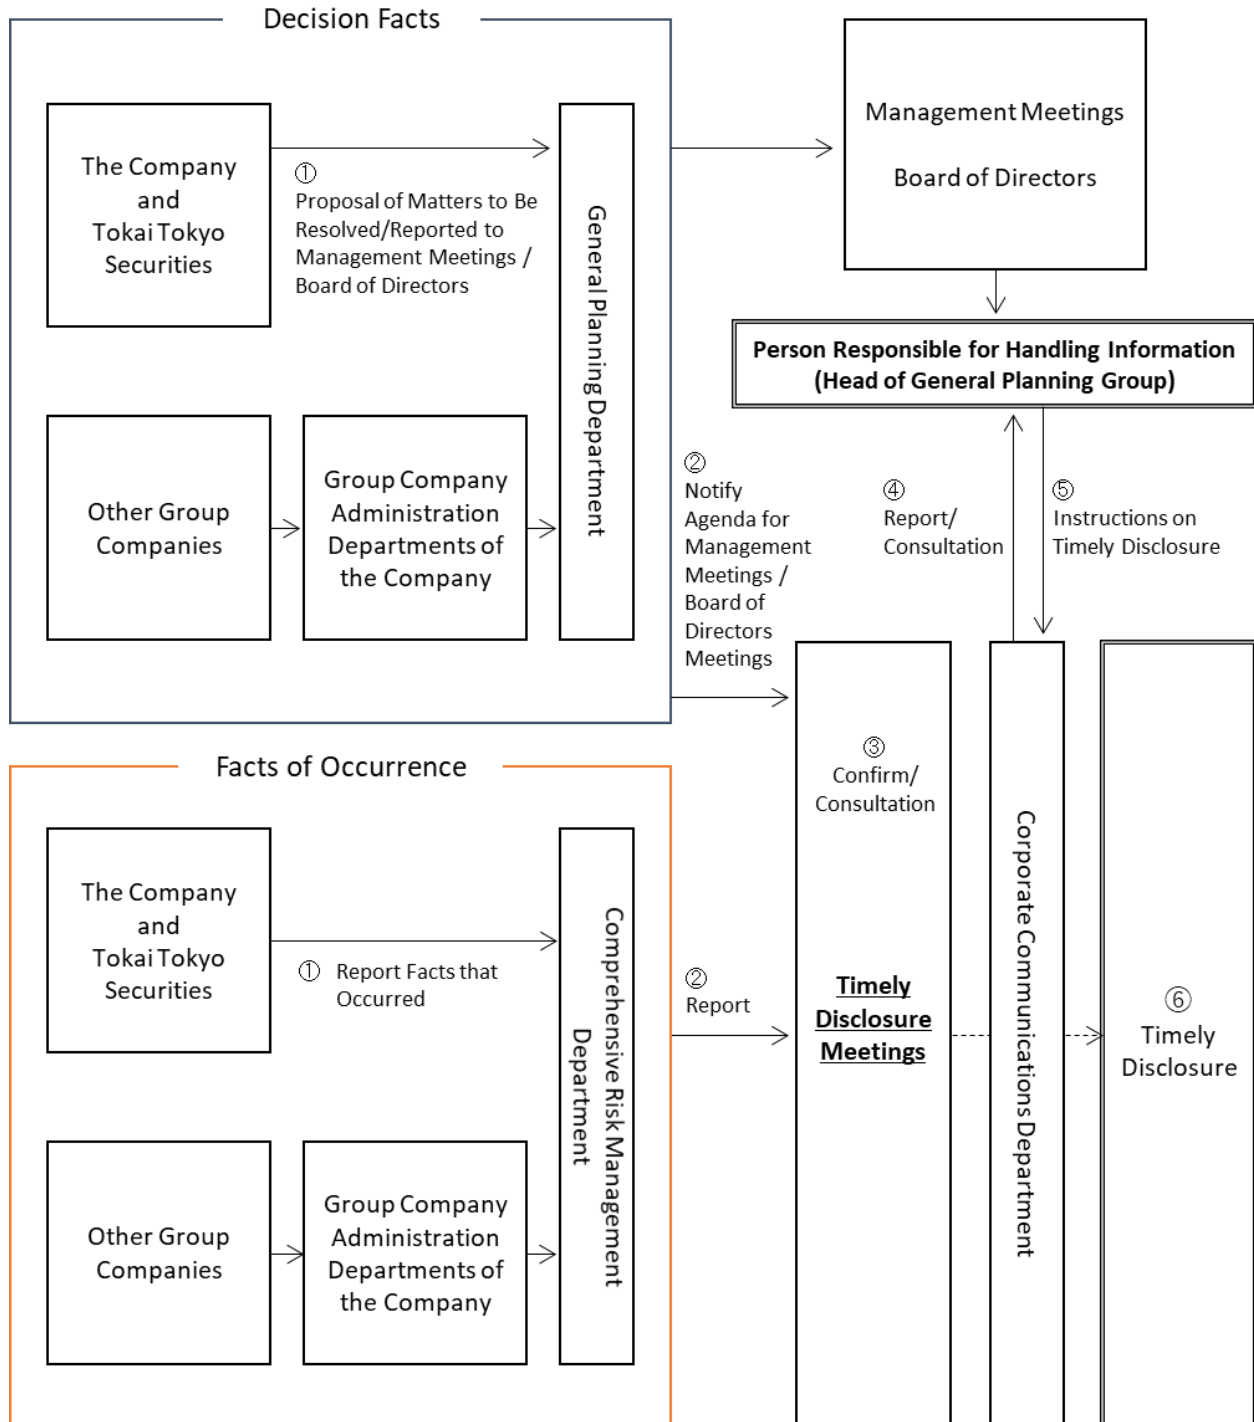 Decision Facts
The Company
and
Tokai Tokyo
Securities
①
Proposal of Matters to Be
Resolved/Reported to
Management Meetings /
Board of Directors
General Planning Department
Other Group
Companies
Group Company
Administration
Departments of
the Company
Management Meetings
Board of Directors
Person Responsible for Handling Information
(Head of General Planning Group)
②
Notify
Agenda for
Management
Meetings /
Board of
Directors
Meetings
④
Report/
Consultation
⑤
Instructions on
Timely Disclosure
Facts of Occurrence
The Company
and
Tokai Tokyo
Securities
① Report Facts that
Occurred
Comprehensive Risk Management
Department
Other Group
Companies
Group Company
Administration
Departments of
the Company
②
Report
③
Confirm/
Consultation
Timely
Disclosure
Meetings
Corporate Communications Department
⑥
Timely
Disclosure